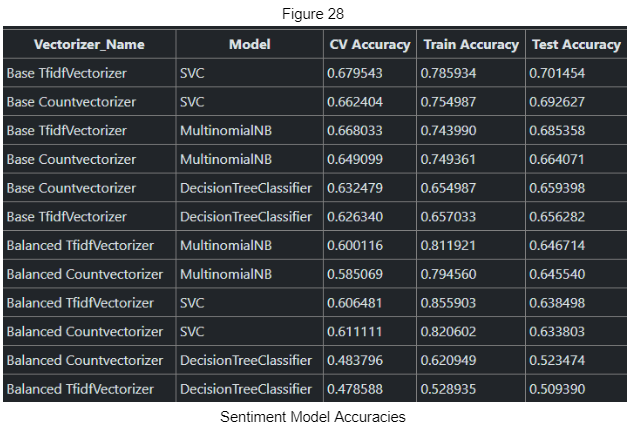 Figure 28
Vectorizer_Name Model CV Accuracy Train Accuracy Test Accuracy
Base TfidfVectorizer SVC 0.679543 0.785934 0.701454
Base Countvectorizer SVC 0.662404 0.754987 0.692627
Base TfidfVectorizer MultinomialNB 0.668033 0.743990 0.685358
Base Countvectorizer MultinomialNB 0.649099 0.749361 0.664071
Base Countvectorizer DecisionTreeClassifier 0.632479 0.654987 0.659398
Base TfidfVectorizer DecisionTreeClassifier 0.626340 0.657033 0.656282
Balanced TfidfVectorizer MultinomialNB 0.600116 0.811921 0.646714
Balanced Countvectorizer MultinomialNB 0.585069 0.794560 0.645540
Balanced TfidfVectorizer SVC 0.606481 0.855903 0.638498
Balanced Countvectorizer SVC 0.611111 0.820602 0.633803
Balanced Countvectorizer DecisionTreeClassifier 0.483796 0.620949 0.523474
Balanced TfidfVectorizer DecisionTreeClassifier 0.478588 0.528935 0.509390
Sentiment Model Accuracies